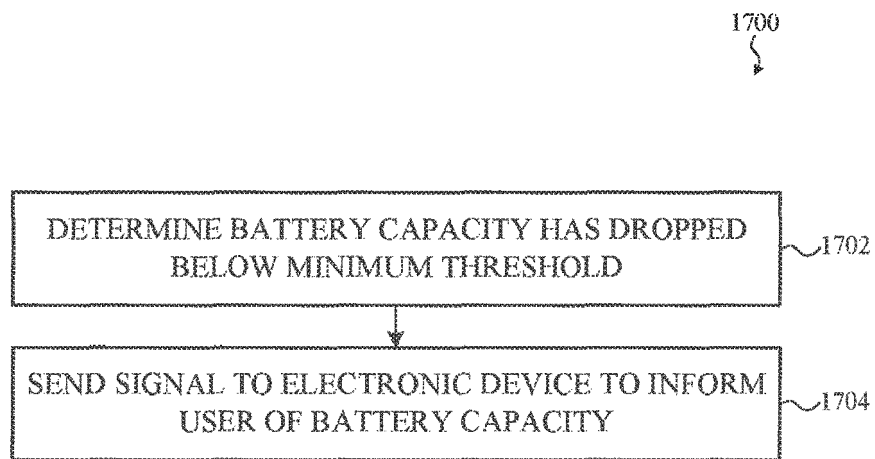 1700
DETERMINE BATTERY CAPACITY HAS DROPPED
BELOW MINIMUM THRESHOLD
1702
SEND SIGNAL TO ELECTRONIC DEVICE TO INFORM
USER OF BATTERY CAPACITY
1704